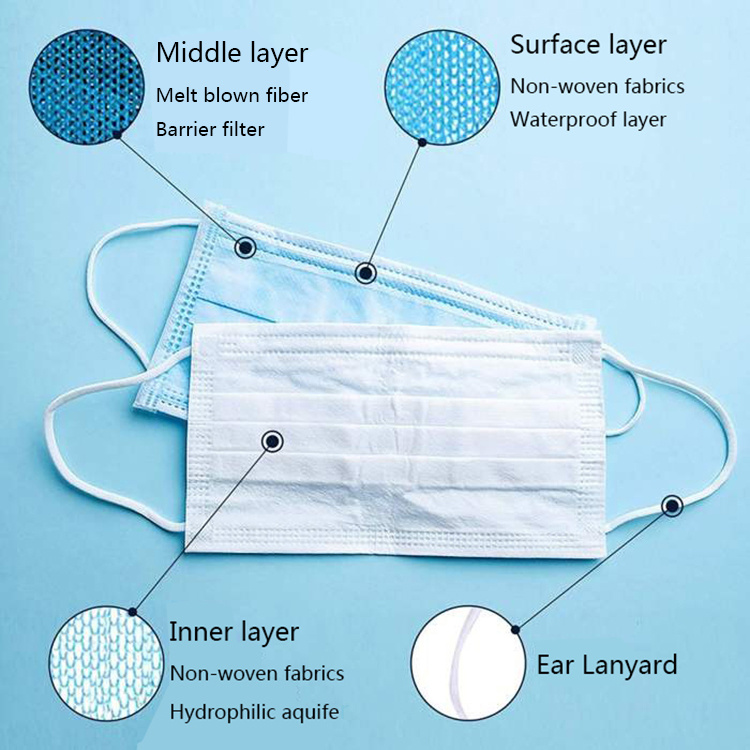 Middle layer
Melt blown fiber
Barrier filter
Surface layer
Non-woven fabrics
Waterproof layer
Inner layer
Non-woven fabrics
Hydrophilic aquife
Ear Lanyard